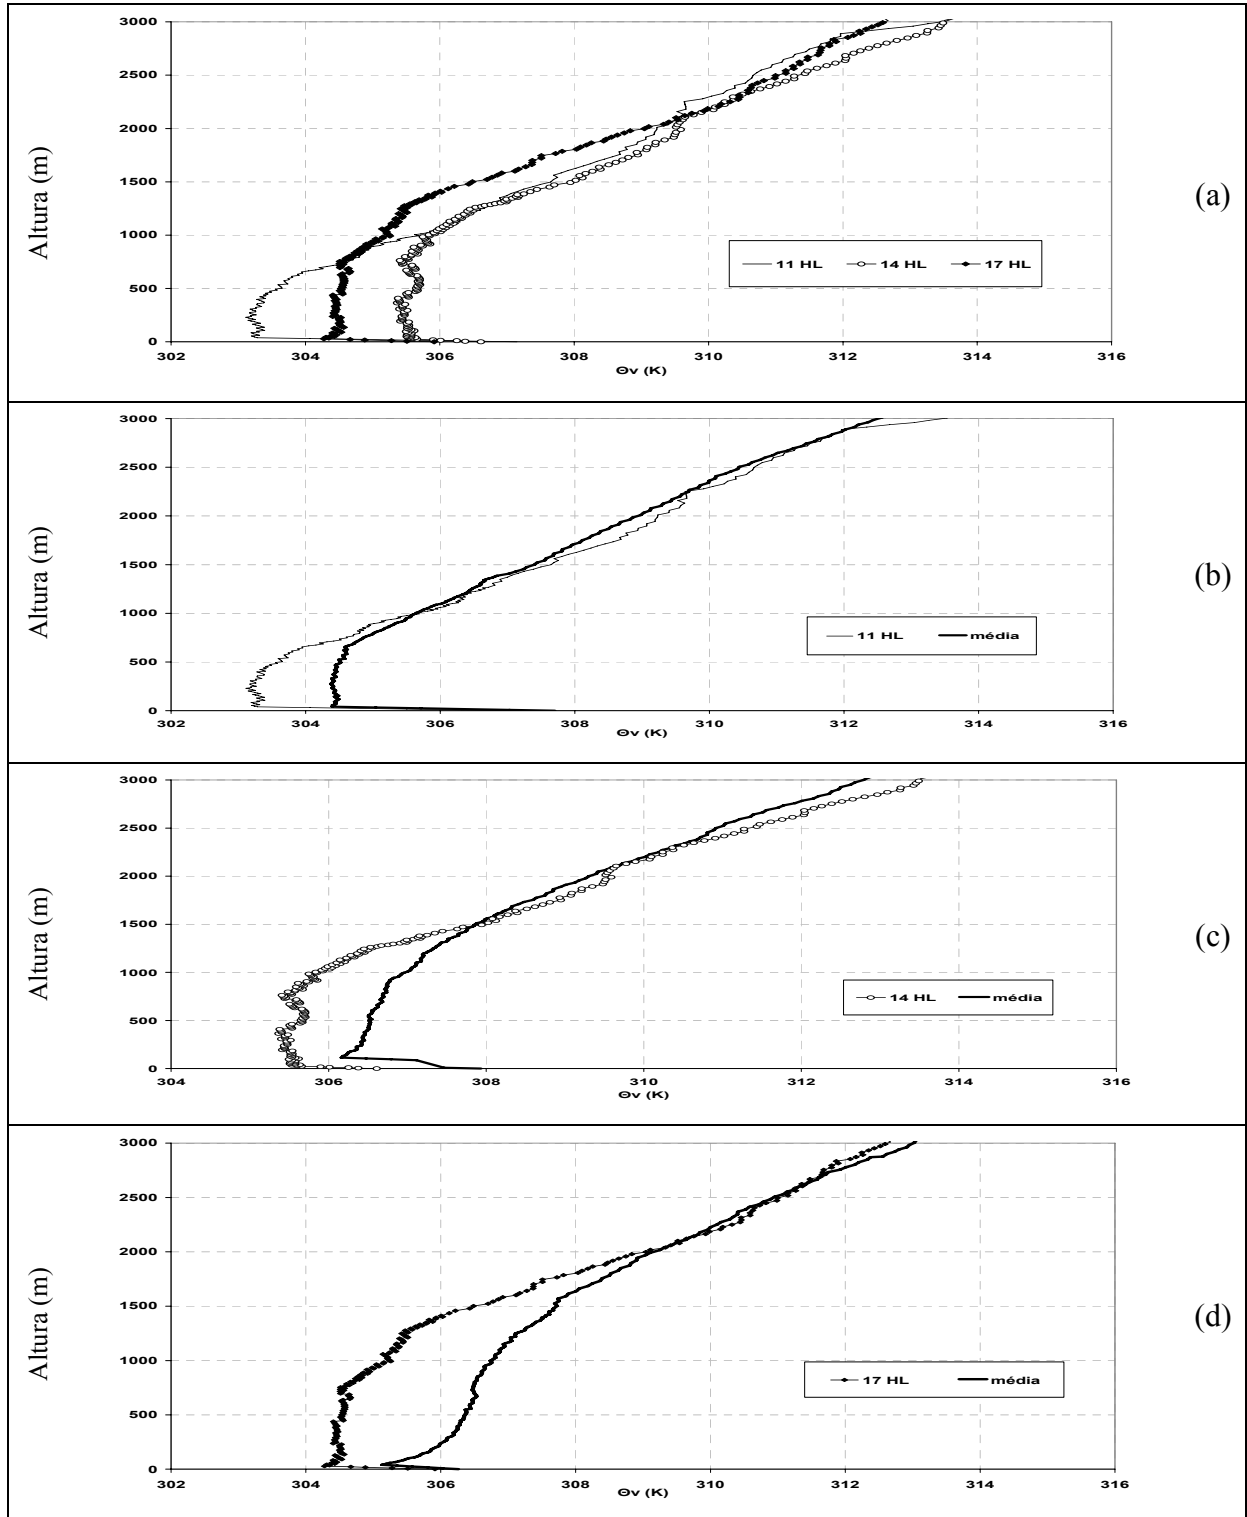 3000
2500
2000
1500
1000
500
0
Altura (m)
302 304 306 308 310 312 314 316
Θv (K)
11 HL 14 HL 17 HL
(a)
3000
2500
2000
1500
1000
500
0
Altura (m)
302 304 306 308 310 312 314 316
Θv (K)
11 HL média
(b)
3000
2500
2000
1500
1000
500
0
Altura (m)
304 306 308 310 312 314 316
Θv (K)
14 HL média
(c)
3000
2500
2000
1500
1000
500
0
Altura (m)
302 304 306 308 310 312 314 316
Θv (K)
17 HL média
(d)